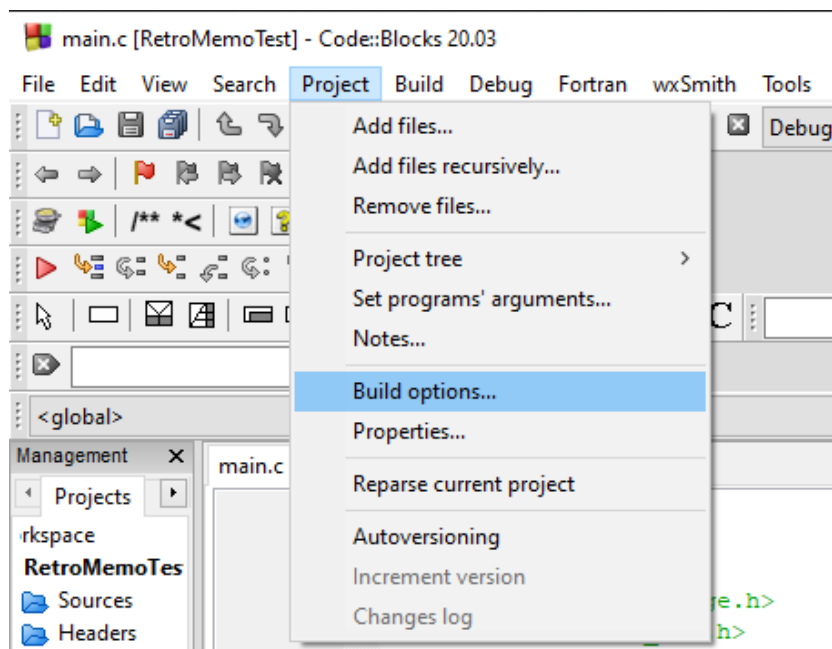 main.c [RetroMemoTest] - Code::Blocks 20.03
File Edit View Search Project Build Debug Fortran wxSmith Tools
Debug
/** *<
C
<global>
Management
Projects
rkspace
RetroMemoTes
Sources
Headers
main.c
Add files...
Add files recursively...
Remove files...
Project tree
Set programs' arguments...
Notes...
Build options...
Properties...
Reparse current project
Autoversioning
Increment version
Changes log
ge.h>
h>